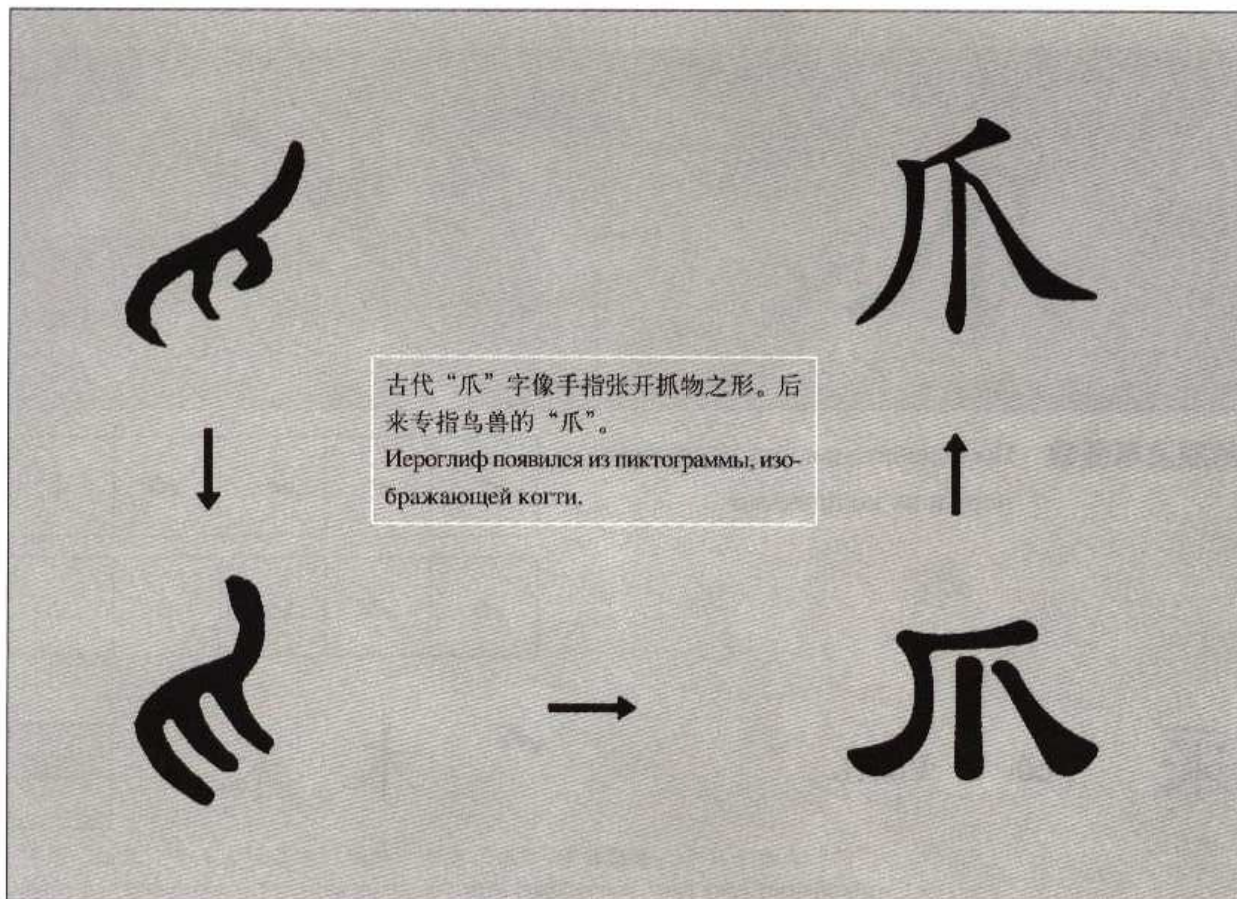 爪
古代“爪”字像手指张开抓物之形。后
来专指鸟兽的“爪”。
Иероглиф появился из пиктограммы, изо-
бражающей когти.
爪